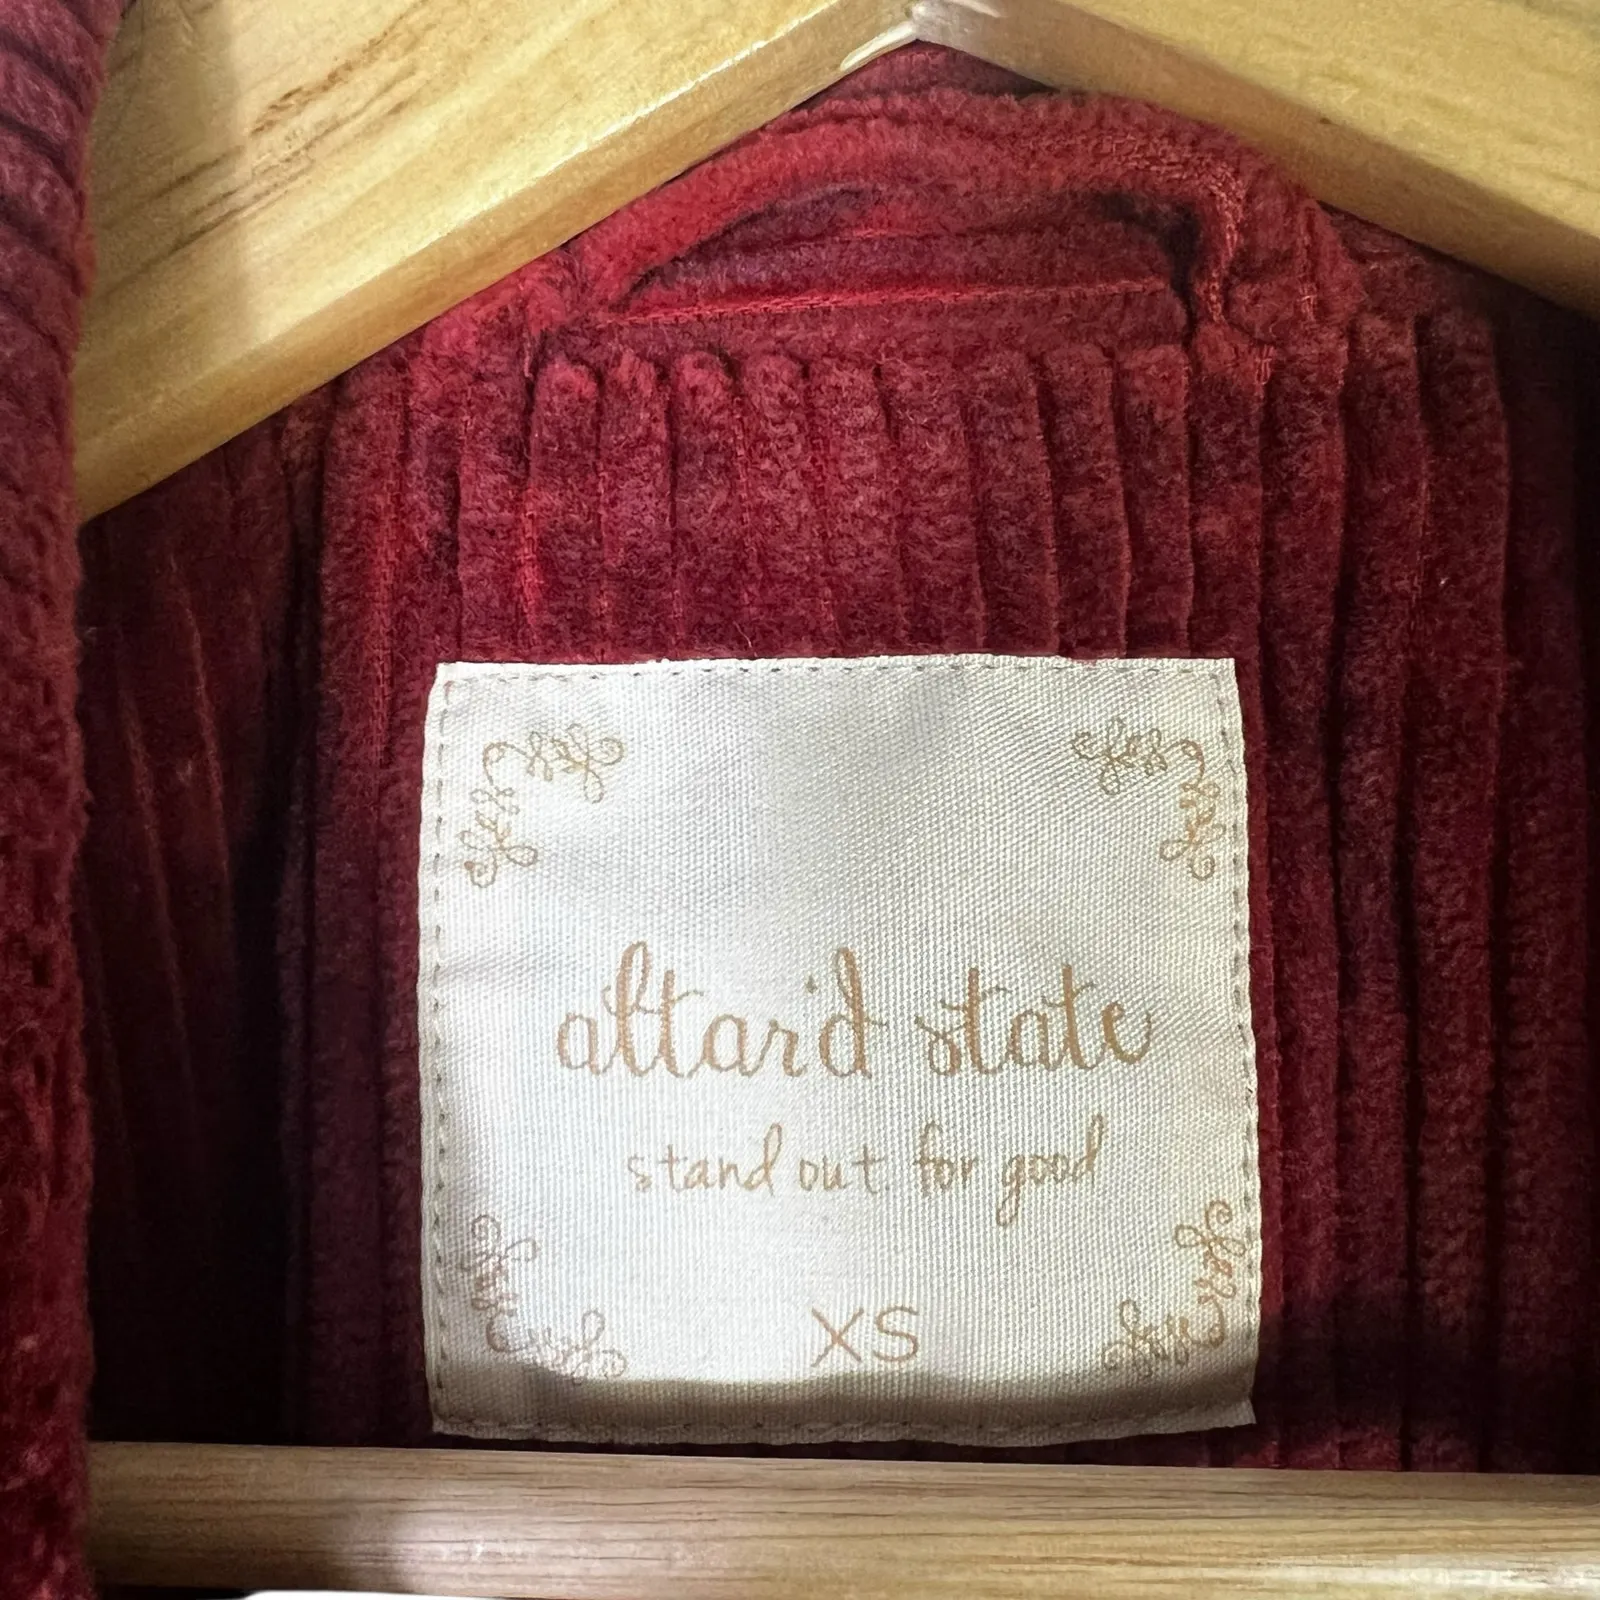 altar'd state
stand out. for good
XS